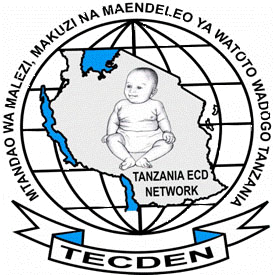 MTANDAO WA MALEZI, MAKUZI NA MAENDELEO YA WATOTO WADOGO TANZANIA
TANZANIA ECD
NETWORK
TECDEN